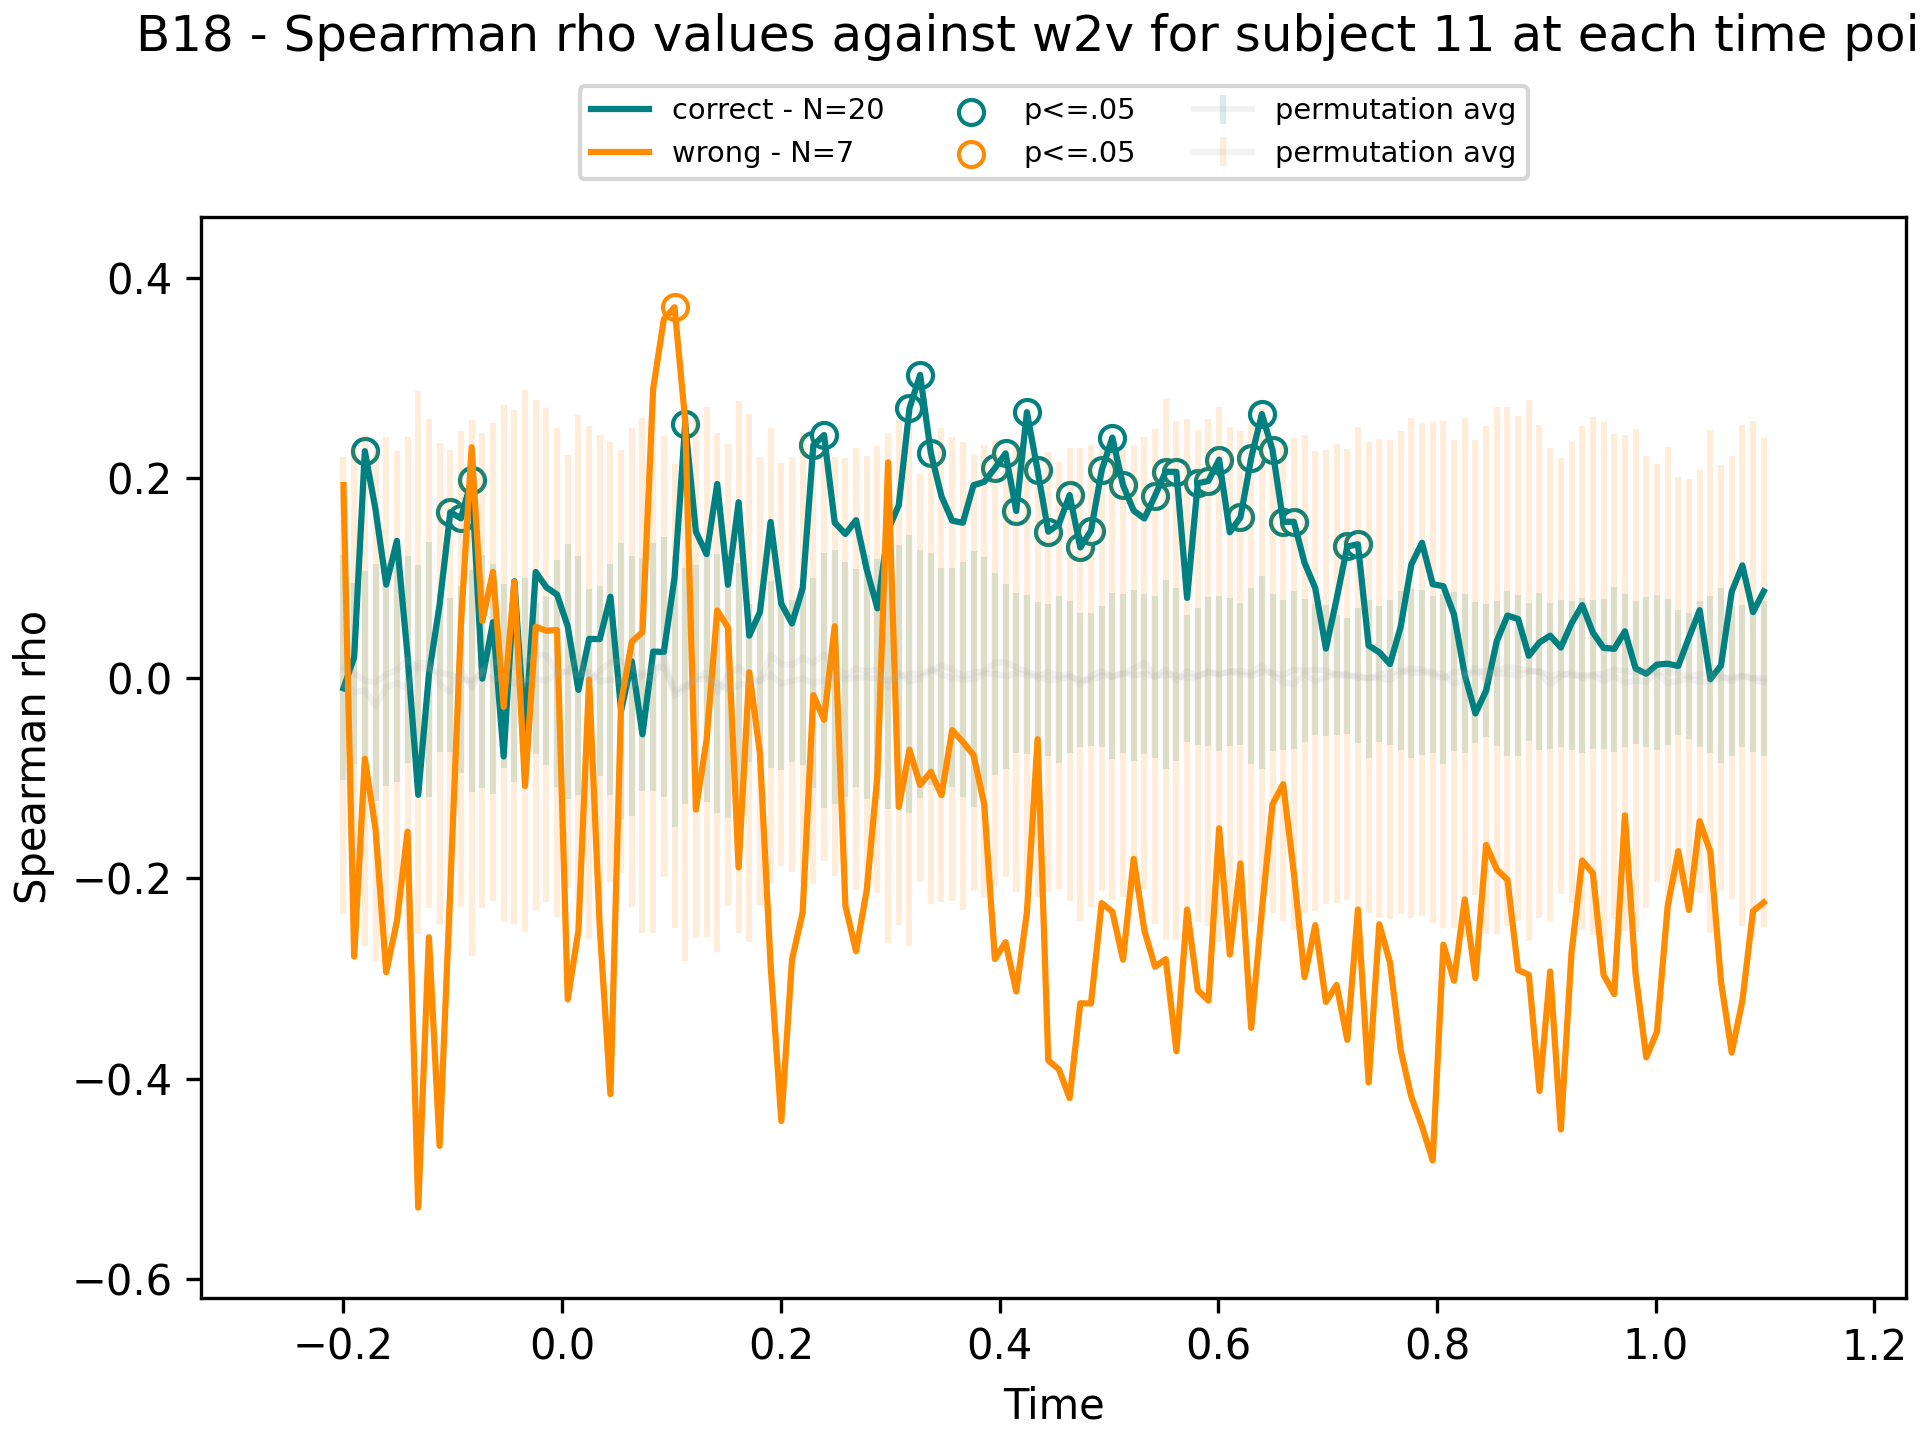 B18 - Spearman rho values against w2v for subject 11 at each time poi
correct - N=20
wrong - N=7
p<=.05
p<=.05
permutation avg
permutation avg
Spearman rho
0.4
0.2
0.0
−0.2
−0.4
−0.6
−0.2 0.0 0.2 0.4 0.6 0.8 1.0 1.2
Time